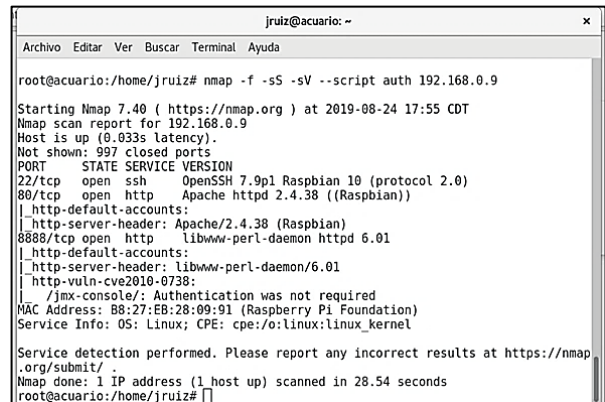 jruiz@acuario: ~ ×
Archivo Editar Ver Buscar Terminal Ayuda
root@acuario:/home/jruiz# nmap -f -sS -sV --script auth 192.168.0.9
Starting Nmap 7.40 ( https://nmap.org ) at 2019-08-24 17:55 CDT
Nmap scan report for 192.168.0.9
Host is up (0.033s latency).
Not shown: 997 closed ports
PORT STATE SERVICE VERSION
22/tcp open ssh OpenSSH 7.9p1 Raspbian 10 (protocol 2.0)
80/tcp open http Apache httpd 2.4.38 ((Raspbian))
|_http-default-accounts:
|_http-server-header: Apache/2.4.38 (Raspbian)
8888/tcp open http libwww-perl-daemon httpd 6.01
|_http-default-accounts:
|_http-server-header: libwww-perl-daemon/6.01
| http-vuln-cve2010-0738:
|_ /jmx-console/: Authentication was not required
MAC Address: B8:27:EB:28:09:91 (Raspberry Pi Foundation)
Service Info: OS: Linux; CPE: cpe:/o:linux:linux_kernel
Service detection performed. Please report any incorrect results at https://nmap
.org/submit/ .
Nmap done: 1 IP address (1 host up) scanned in 28.54 seconds
root@acuario:/home/jruiz#